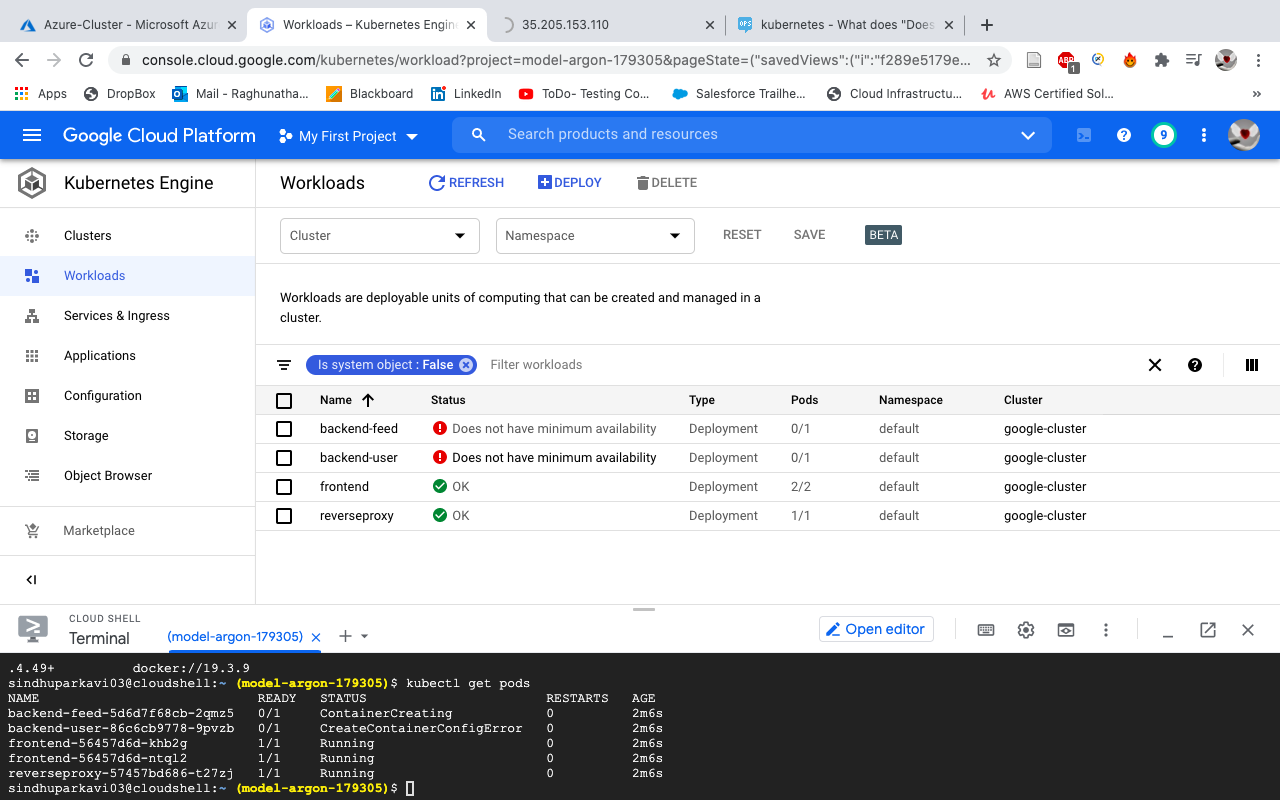 Azure-Cluster - Microsoft Azur
Workloads – Kubernetes Engine
35.205.153.110
kubernetes - What does "Does
console.cloud.google.com/kubernetes/workload?project=model-argon-179305&pageState=("savedViews":("i":"f289e5179e...
ABP
1
Apps
DropBox
Mail - Raghunatha...
Blackboard
LinkedIn
ToDo- Testing Co...
Salesforce Trailhe...
Cloud Infrastructu...
AWS Certified Sol...
»
Google Cloud Platform
My First Project
Search products and resources
9
Kubernetes Engine
Workloads
REFRESH
DEPLOY
DELETE
Clusters
Workloads
Services & Ingress
Applications
Configuration
Storage
Object Browser
Marketplace
Cluster
Namespace
RESET
SAVE
BETA
Workloads are deployable units of computing that can be created and managed in a
cluster.
Is system object : False
Filter workloads
Name Status Type Pods Namespace Cluster
backend-feed Does not have minimum availability Deployment 0/1 default google-cluster
backend-user Does not have minimum availability Deployment 0/1 default google-cluster
frontend OK Deployment 2/2 default google-cluster
reverseproxy OK Deployment 1/1 default google-cluster
CLOUD SHELL
Terminal
(model-argon-179305)
Open editor
.4.49+ docker://19.3.9
sindhuparkavi03@cloudshell:~ (model-argon-179305)$ kubectl get pods
NAME READY STATUS RESTARTS AGE
backend-feed-5d6d7f68cb-2qmz5 0/1 ContainerCreating 0 2m6s
backend-user-86c6cb9778-9pvzb 0/1 CreateContainerConfigError 0 2m6s
frontend-56457d6d-khb2g 1/1 Running 0 2m6s
frontend-56457d6d-ntql2 1/1 Running 0 2m6s
reverseproxy-57457bd686-t27zj 1/1 Running 0 2m6s
sindhuparkavi03@cloudshell:~ (model-argon-179305)$